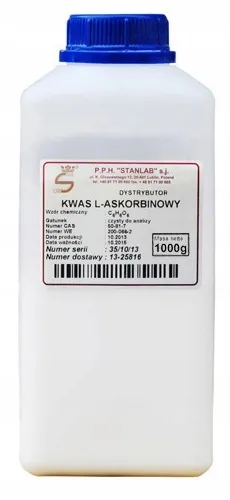 P.P.H. "STANLAB" s.j.
DYSTRYBUTOR
KWAS L-ASKORBINOWY
Wzór chemiczny C6H8O6
Gatunek czysty do analizy
Numer CAS 50-81-7
Numer WE 200-066-2
Data produkcji 10.2013
Data ważności 10.2015
Masa netto
1000g
Numer serii : 35/10/13
Numer dostawy : 13-25816